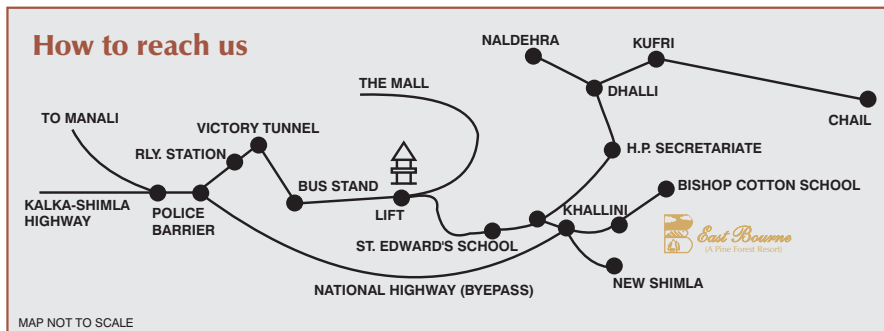 How to reach us
NALDEHRA
KUFRI
THE MALL
DHALLI
TO MANALI
CHAIL
VICTORY TUNNEL
RLY. STATION
H.P. SECRETARIATE
BUS STAND
BISHOP COTTON SCHOOL
KALKA-SHIMLA
HIGHWAY
POLICE
BARRIER
LIFT
KHALLINI
East Bourne
(A Pine Forest Resort)
ST. EDWARD'S SCHOOL
NEW SHIMLA
NATIONAL HIGHWAY (BYEPASS)
MAP NOT TO SCALE